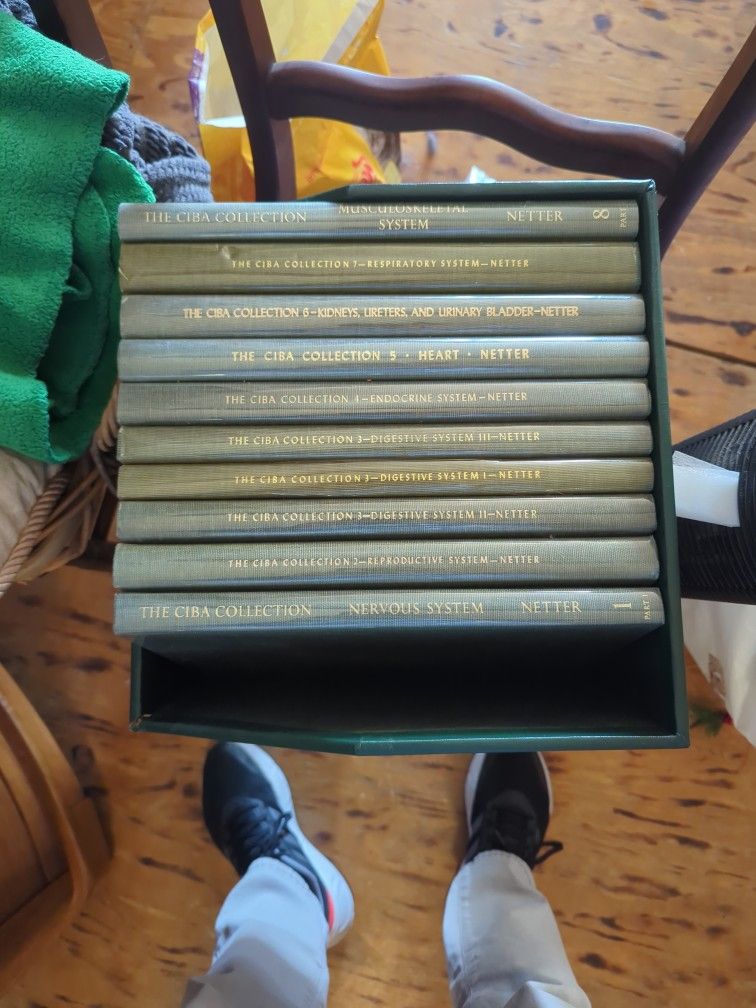 THE CIBA COLLECTION MUSCULOSKELETAL SYSTEM NETTER 8 PART I
THE CIBA COLLECTION 7—RESPIRATORY SYSTEM—NETTER
THE CIBA COLLECTION 6—KIDNEYS, URETERS, AND URINARY BLADDER—NETTER
THE CIBA COLLECTION 5 · HEART · NETTER
THE CIBA COLLECTION 4—ENDOCRINE SYSTEM—NETTER
THE CIBA COLLECTION 3—DIGESTIVE SYSTEM III—NETTER
THE CIBA COLLECTION 3—DIGESTIVE SYSTEM I—NETTER
THE CIBA COLLECTION 3—DIGESTIVE SYSTEM II—NETTER
THE CIBA COLLECTION 2—REPRODUCTIVE SYSTEM—NETTER
THE CIBA COLLECTION NERVOUS SYSTEM NETTER 1 PART I